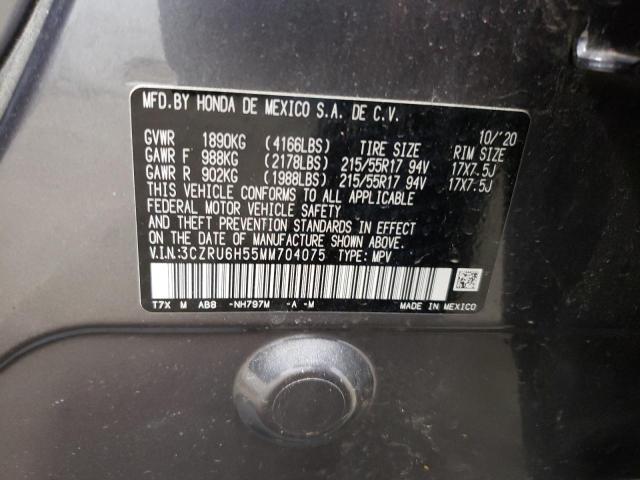 MFD.BY HONDA DE MEXICO S.A. DE C.V.
GVWR 1890KG (4166LBS) TIRE SIZE 10/'20 RIM SIZE
GAWR F 988KG (2178LBS) 215/55R17 94V 17X7.5J
GAWR R 902KG (1988LBS) 215/55R17 94V 17X7.5J
THIS VEHICLE CONFORMS TO ALL APPLICABLE
FEDERAL MOTOR VEHICLE SAFETY
AND THEFT PREVENTION STANDARDS IN EFFECT
ON THE DATE OF MANUFACTURE SHOWN ABOVE.
V.I.N:3CZRU6H55MM704075 TYPE: MPV
T7X M AB8 -NH797M -A -M MADE IN MEXICO